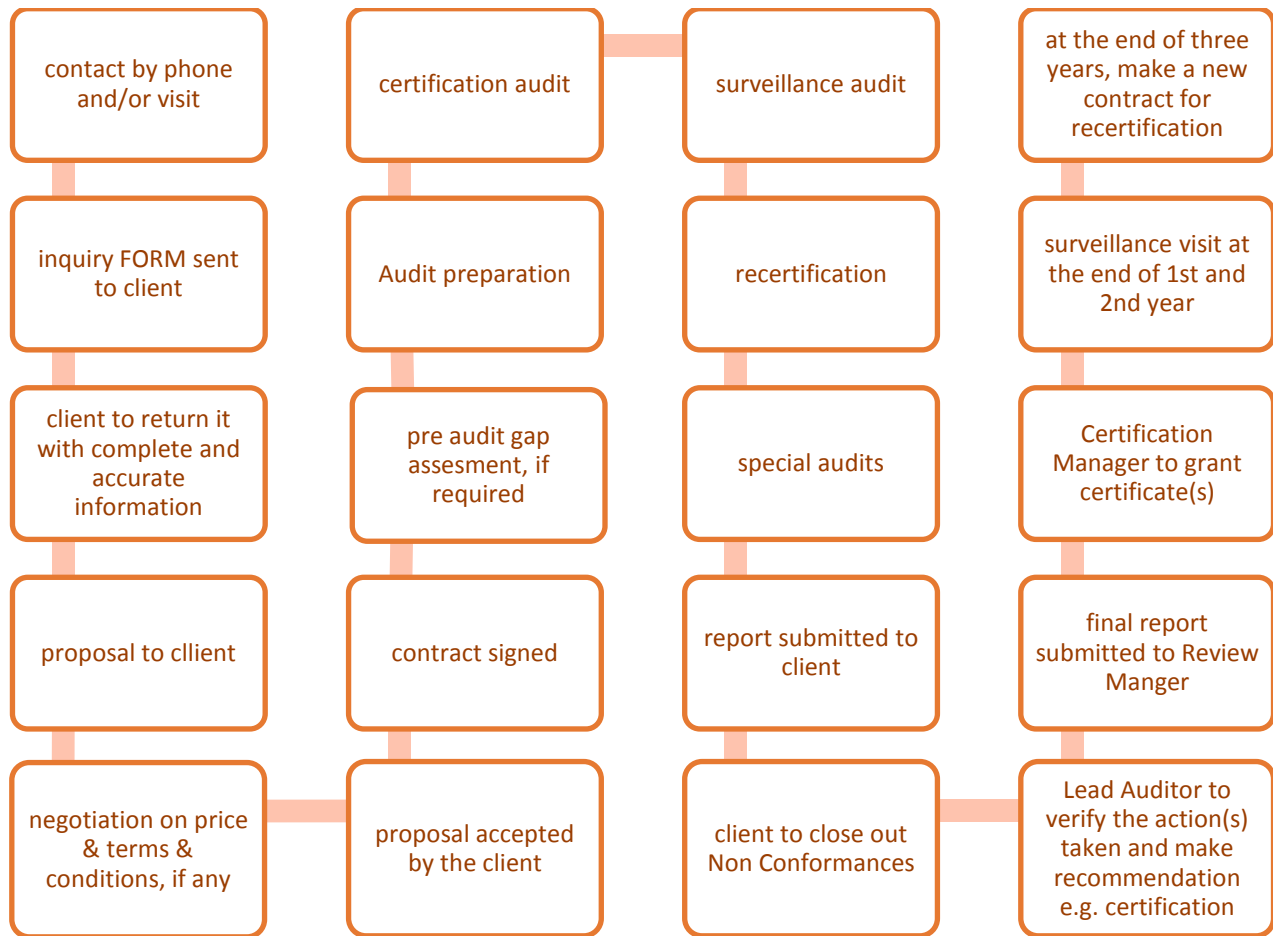 contact by phone
and/or visit
inquiry FORM sent
to client
client to return it
with complete and
accurate
information
proposal to cllient
negotiation on price
& terms &
conditions, if any
proposal accepted
by the client
contract signed
pre audit gap
assesment, if
required
Audit preparation
certification audit
surveillance audit
recertification
special audits
report submitted to
client
client to close out
Non Conformances
Lead Auditor to
verify the action(s)
taken and make
recommendation
e.g. certification
final report
submitted to Review
Manger
Certification
Manager to grant
certificate(s)
surveillance visit at
the end of 1st and
2nd year
at the end of three
years, make a new
contract for
recertification